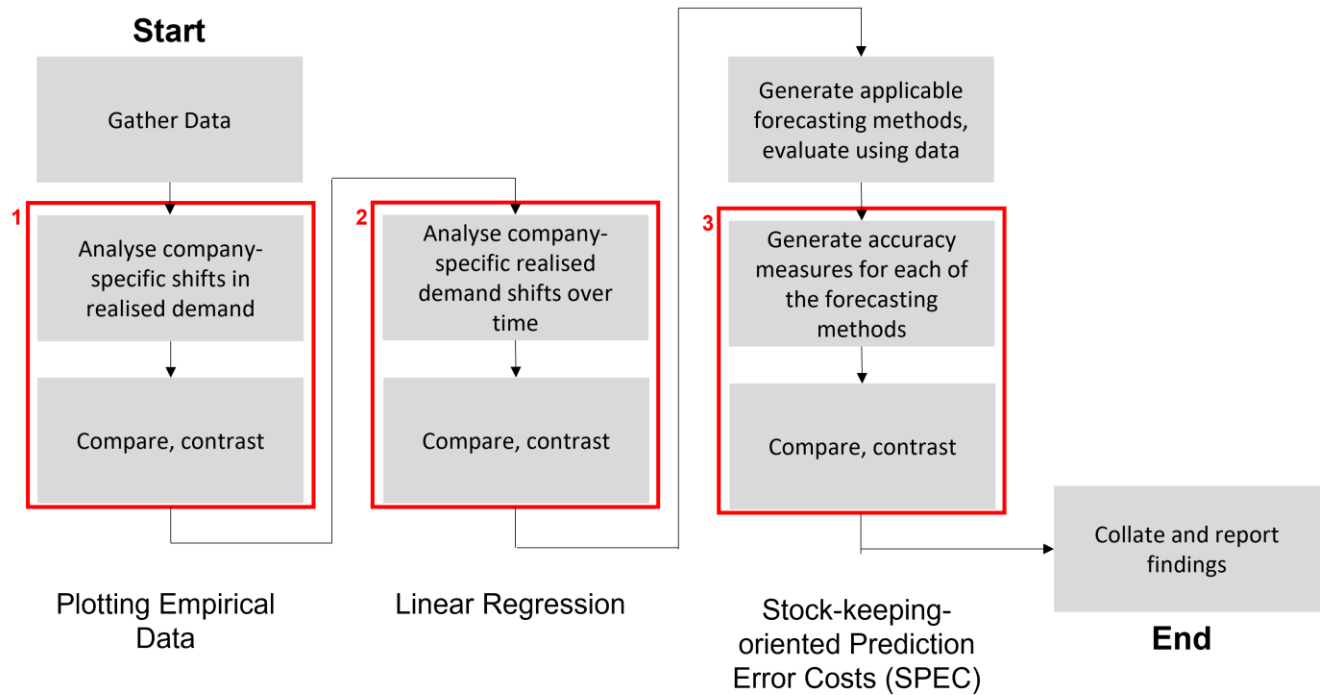 Start
Gather Data
1
Analyse company-
specific shifts in
realised demand
Compare, contrast
Plotting Empirical
Data
2
Analyse company-
specific realised
demand shifts over
time
Compare, contrast
Linear Regression
Generate applicable
forecasting methods,
evaluate using data
3
Generate accuracy
measures for each of
the forecasting
methods
Compare, contrast
Stock-keeping-
oriented Prediction
Error Costs (SPEC)
Collate and report
findings
End